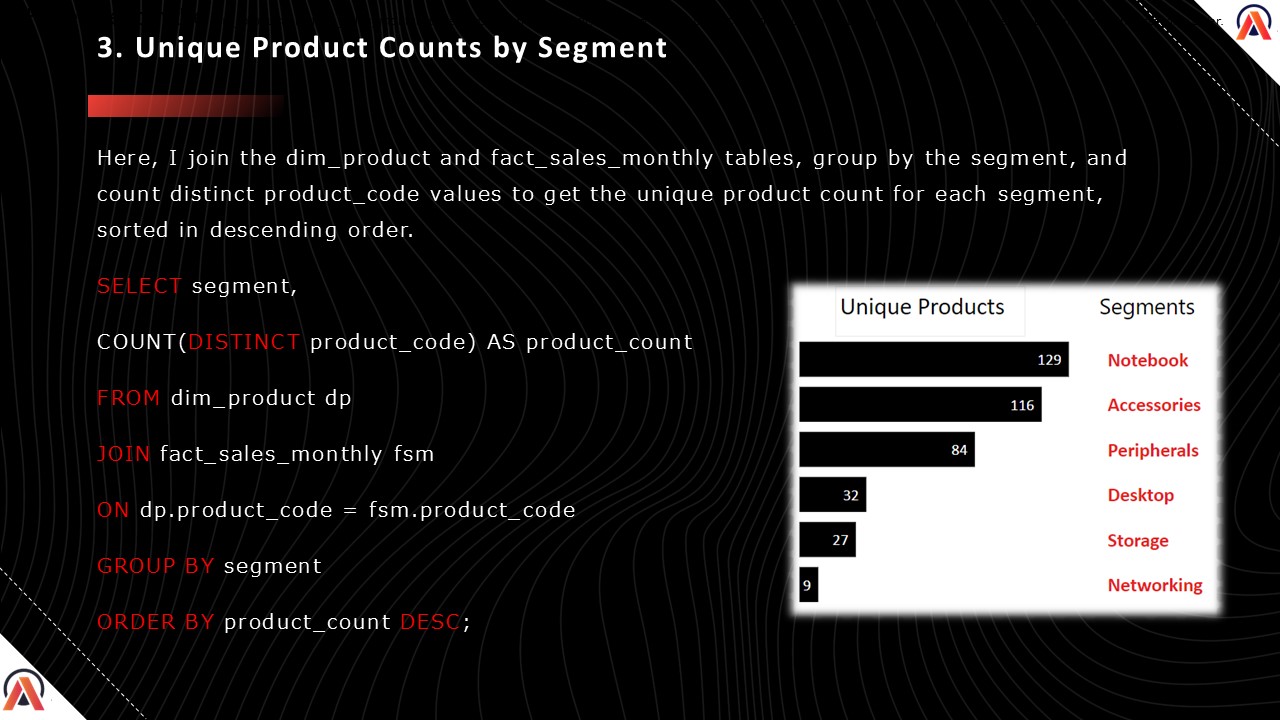 3. Unique Product Counts by Segment
Here, I join the dim_product and fact_sales_monthly tables, group by the segment, and
count distinct product_code values to get the unique product count for each segment,
sorted in descending order.
SELECT segment,
COUNT(DISTINCT product_code) AS product_count
FROM dim_product dp
JOIN fact_sales_monthly fsm
ON dp.product_code = fsm.product_code
GROUP BY segment
ORDER BY product_count DESC;
Unique Products Segments
129 Notebook
116 Accessories
84 Peripherals
32 Desktop
27 Storage
9 Networking